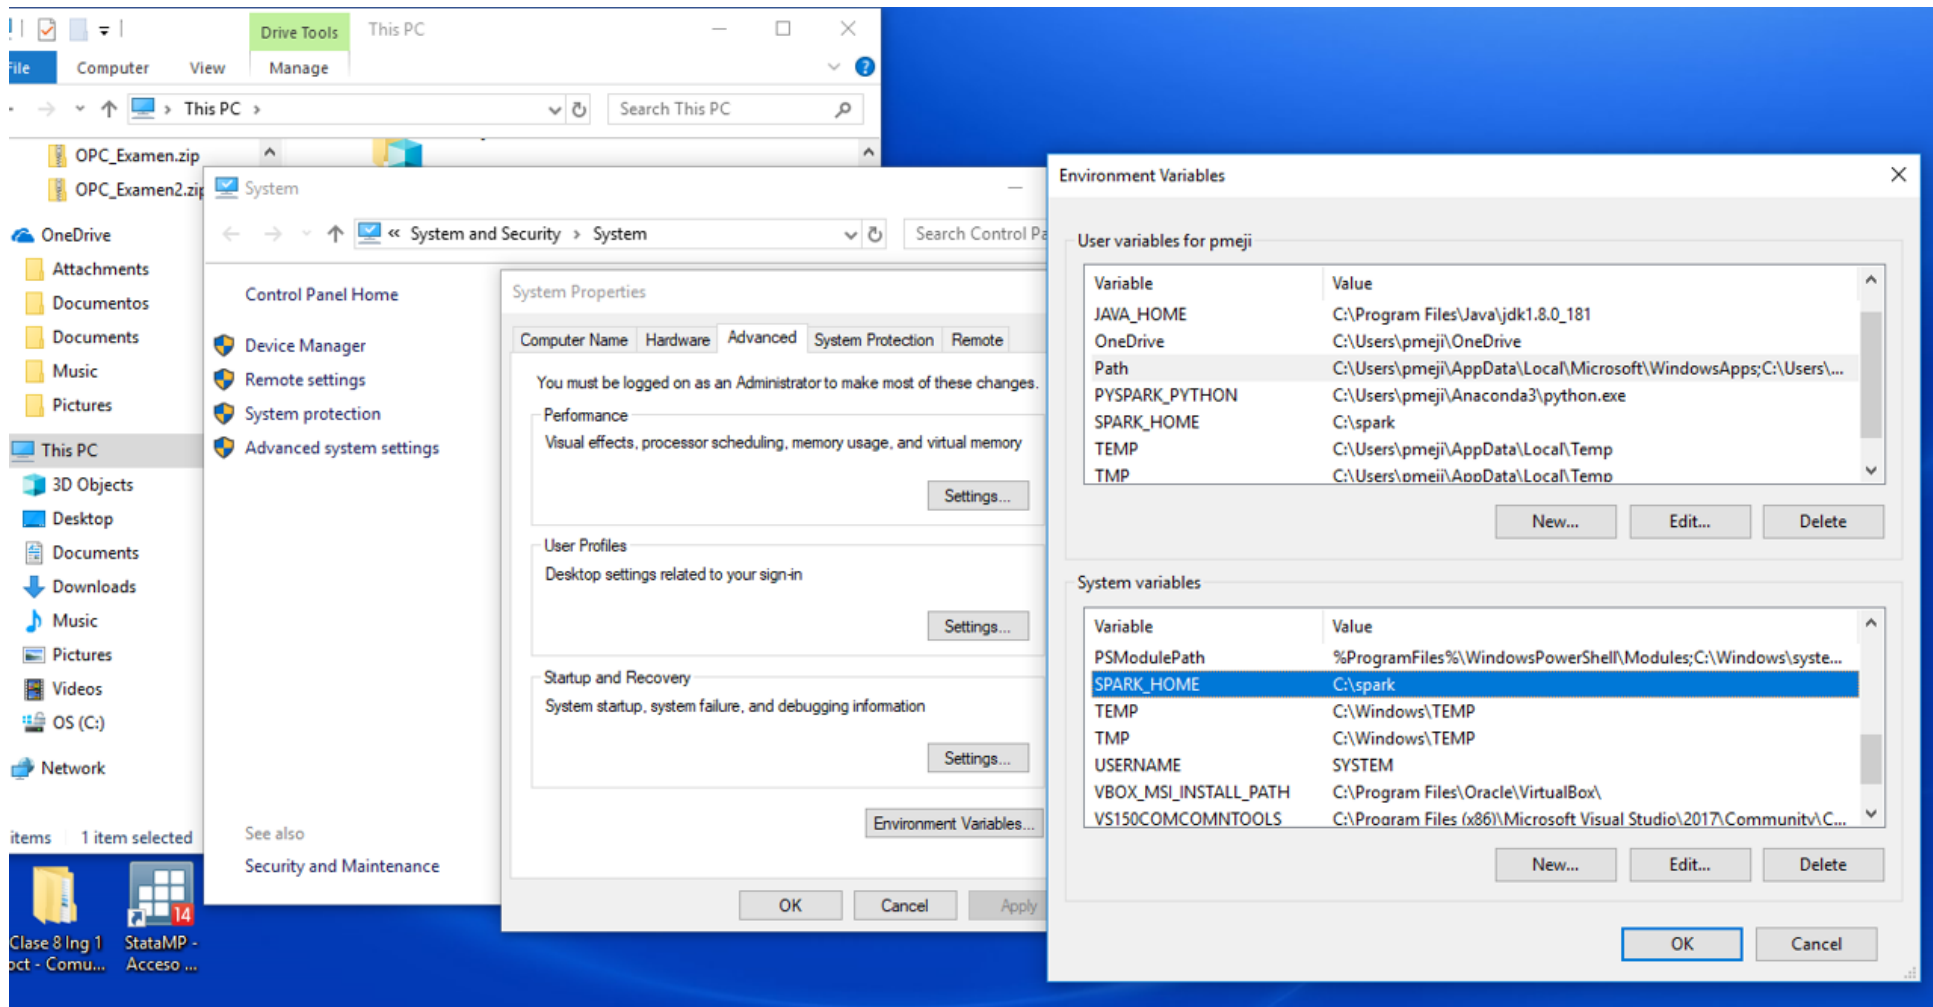 Drive Tools
This PC
File
Computer
View
Manage
This PC
Search This PC
OPC_Examen.zip
OPC_Examen2.zip
OneDrive
Attachments
Documentos
Documents
Music
Pictures
This PC
3D Objects
Desktop
Documents
Downloads
Music
Pictures
Videos
OS (C:)
Network
items 1 item selected
Clase 8 Ing 1
oct - Comu...
StataMP -
Acceso ...
14
System
« System and Security > System
Search Control Pa
Control Panel Home
Device Manager
Remote settings
System protection
Advanced system settings
See also
Security and Maintenance
System Properties
Computer Name
Hardware
Advanced
System Protection
Remote
You must be logged on as an Administrator to make most of these changes.
Performance
Visual effects, processor scheduling, memory usage, and virtual memory
Settings...
User Profiles
Desktop settings related to your sign-in
Settings...
Startup and Recovery
System startup, system failure, and debugging information
Settings...
Environment Variables...
OK
Cancel
Apply
Environment Variables
User variables for pmeji
Variable Value
JAVA_HOME C:\Program Files\Java\jdk1.8.0_181
OneDrive C:\Users\pmeji\OneDrive
Path C:\Users\pmeji\AppData\Local\Microsoft\WindowsApps;C:\Users\...
PYSPARK_PYTHON C:\Users\pmeji\Anaconda3\python.exe
SPARK_HOME C:\spark
TEMP C:\Users\pmeji\AppData\Local\Temp
TMP C:\Users\pmeji\AppData\Local\Temp
New...
Edit...
Delete
System variables
Variable Value
PSModulePath %ProgramFiles%\WindowsPowerShell\Modules;C:\Windows\syste...
SPARK_HOME C:\spark
TEMP C:\Windows\TEMP
TMP C:\Windows\TEMP
USERNAME SYSTEM
VBOX_MSI_INSTALL_PATH C:\Program Files\Oracle\VirtualBox\
VS150COMCOMNTOOLS C:\Program Files (x86)\Microsoft Visual Studio\2017\Community\C...
New...
Edit...
Delete
OK
Cancel